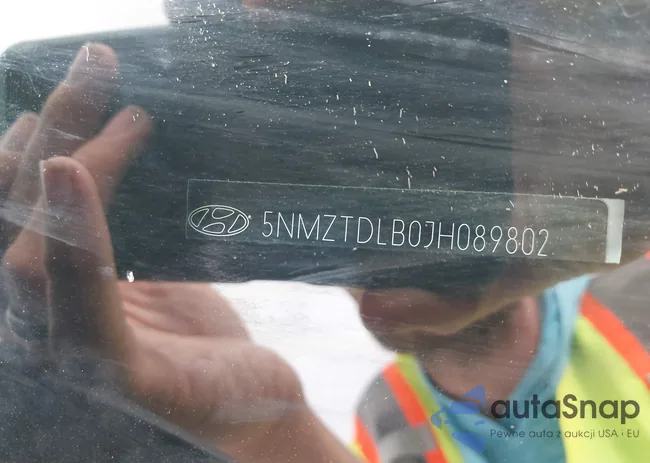 5NMZTDLB0JH089802
autaSnap
Pewne auta z aukcji USA i EU